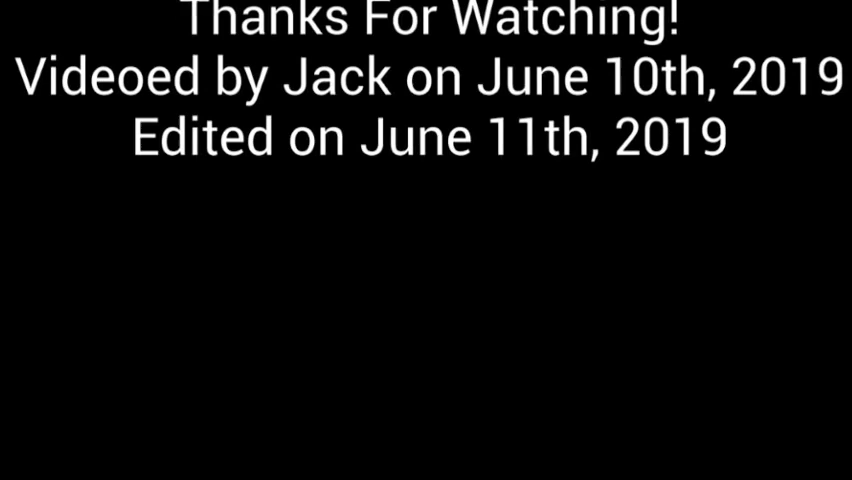 Thanks For Watching!
Videoed by Jack on June 10th, 2019
Edited on June 11th, 2019